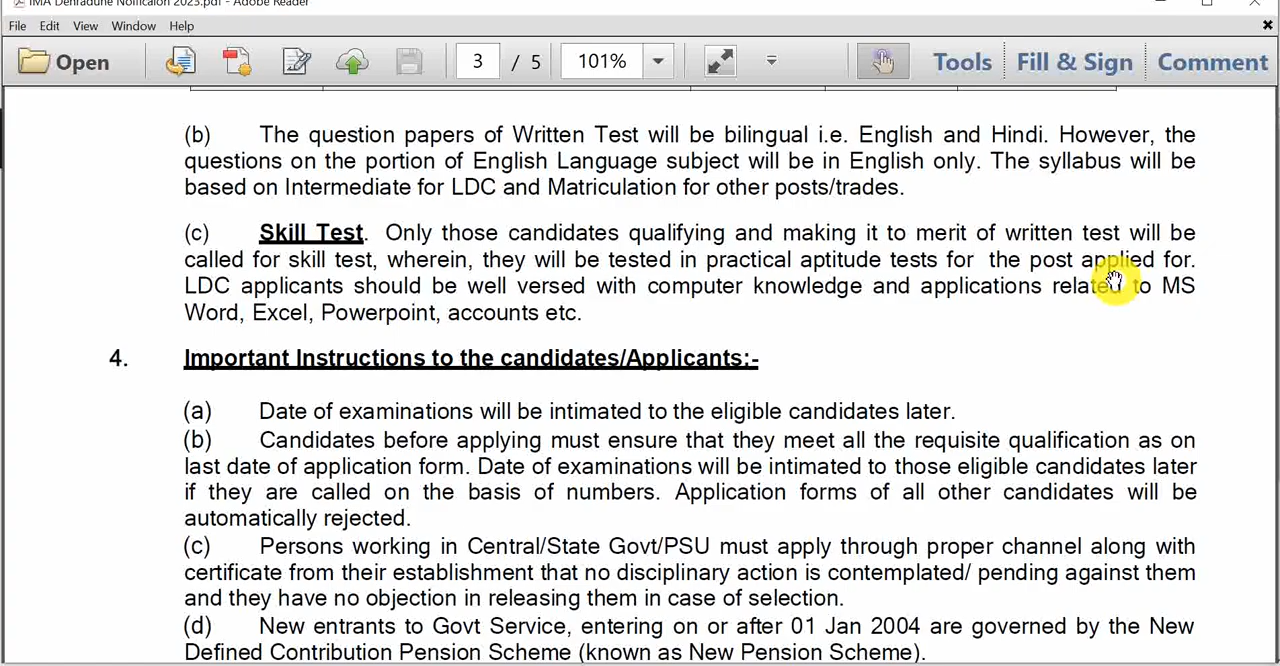 IMA Dehradune Notificaion 2023.pdf - Adobe Reader
File Edit View Window Help
Open 3 / 5 101% Tools Fill & Sign Comment
(b) The question papers of Written Test will be bilingual i.e. English and Hindi. However, the
questions on the portion of English Language subject will be in English only. The syllabus will be
based on Intermediate for LDC and Matriculation for other posts/trades.
(c) Skill Test. Only those candidates qualifying and making it to merit of written test will be
called for skill test, wherein, they will be tested in practical aptitude tests for the post applied for.
LDC applicants should be well versed with computer knowledge and applications related to MS
Word, Excel, Powerpoint, accounts etc.
4. Important Instructions to the candidates/Applicants:-
(a) Date of examinations will be intimated to the eligible candidates later.
(b) Candidates before applying must ensure that they meet all the requisite qualification as on
last date of application form. Date of examinations will be intimated to those eligible candidates later
if they are called on the basis of numbers. Application forms of all other candidates will be
automatically rejected.
(c) Persons working in Central/State Govt/PSU must apply through proper channel along with
certificate from their establishment that no disciplinary action is contemplated/ pending against them
and they have no objection in releasing them in case of selection.
(d) New entrants to Govt Service, entering on or after 01 Jan 2004 are governed by the New
Defined Contribution Pension Scheme (known as New Pension Scheme).